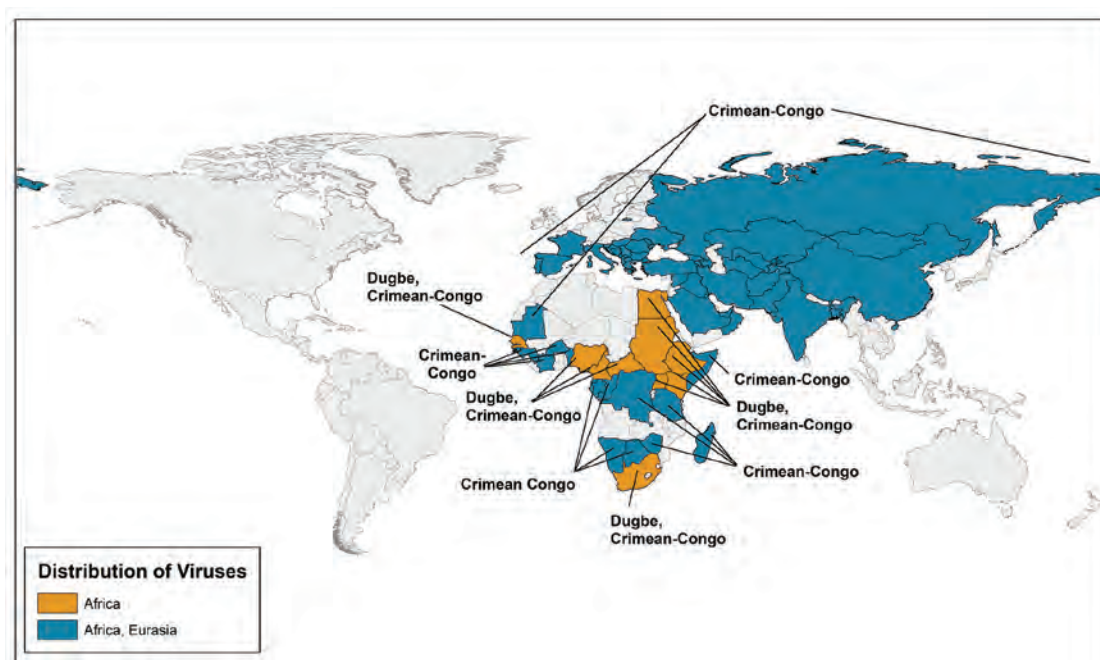 Crimean-Congo
Dugbe,
Crimean-Congo
Crimean-
Congo
Dugbe,
Crimean-Congo
Crimean-Congo
Dugbe,
Crimean-Congo
Crimean Congo
Crimean-Congo
Dugbe,
Crimean-Congo
Distribution of Viruses
Africa
Africa, Eurasia